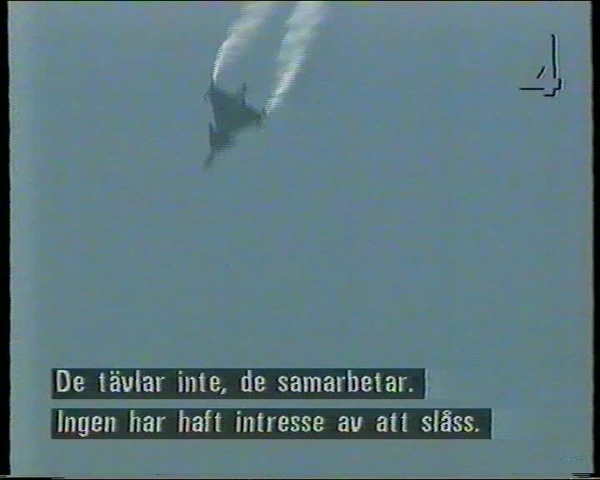 4
De tävlar inte, de samarbetar.
Ingen har haft intresse av att slåss.